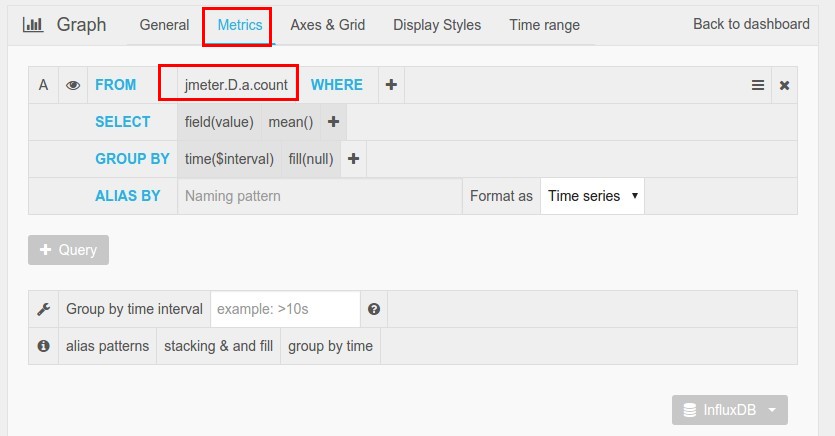 Graph General Metrics Axes & Grid Display Styles Time range Back to dashboard
A FROM jmeter.D.a.count WHERE +
SELECT field(value) mean() +
GROUP BY time($interval) fill(null) +
ALIAS BY Naming pattern Format as Time series
+ Query
Group by time interval example: >10s ?
i alias patterns stacking & and fill group by time
InfluxDB